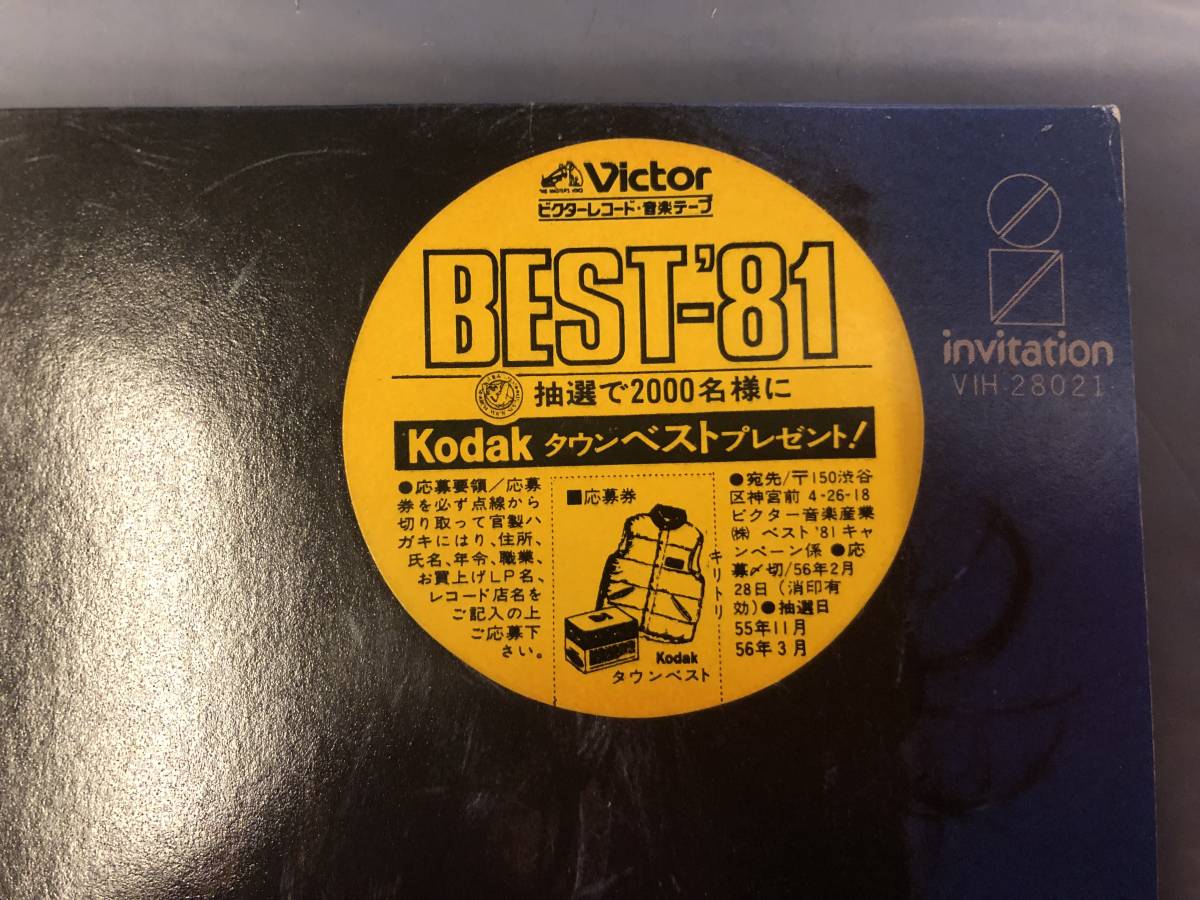 HIS MASTER'S VOICE
Victor
ビクターレコード・音楽テープ
BEST-'81
抽選で2000名様に
Kodak タウンベストプレゼント!
●応募要領/応募
券を必ず点線から
切り取って官製ハ
ガキにはり、住所、
氏名、年令、職業、
お買上げLP名、
レコード店名を
ご記入の上
ご応募下
さい。
■応募券
キリトリ
Kodak
タウンベスト
●宛先/〒150渋谷
区神宮前 4-26-18
ビクター音楽産業
㈱ ベスト'81キャ
ンペーン係 ●応
募〆切/56年2月
28日(消印有
効)●抽選日
55年11月
56年3月
invitation
VIH-28021